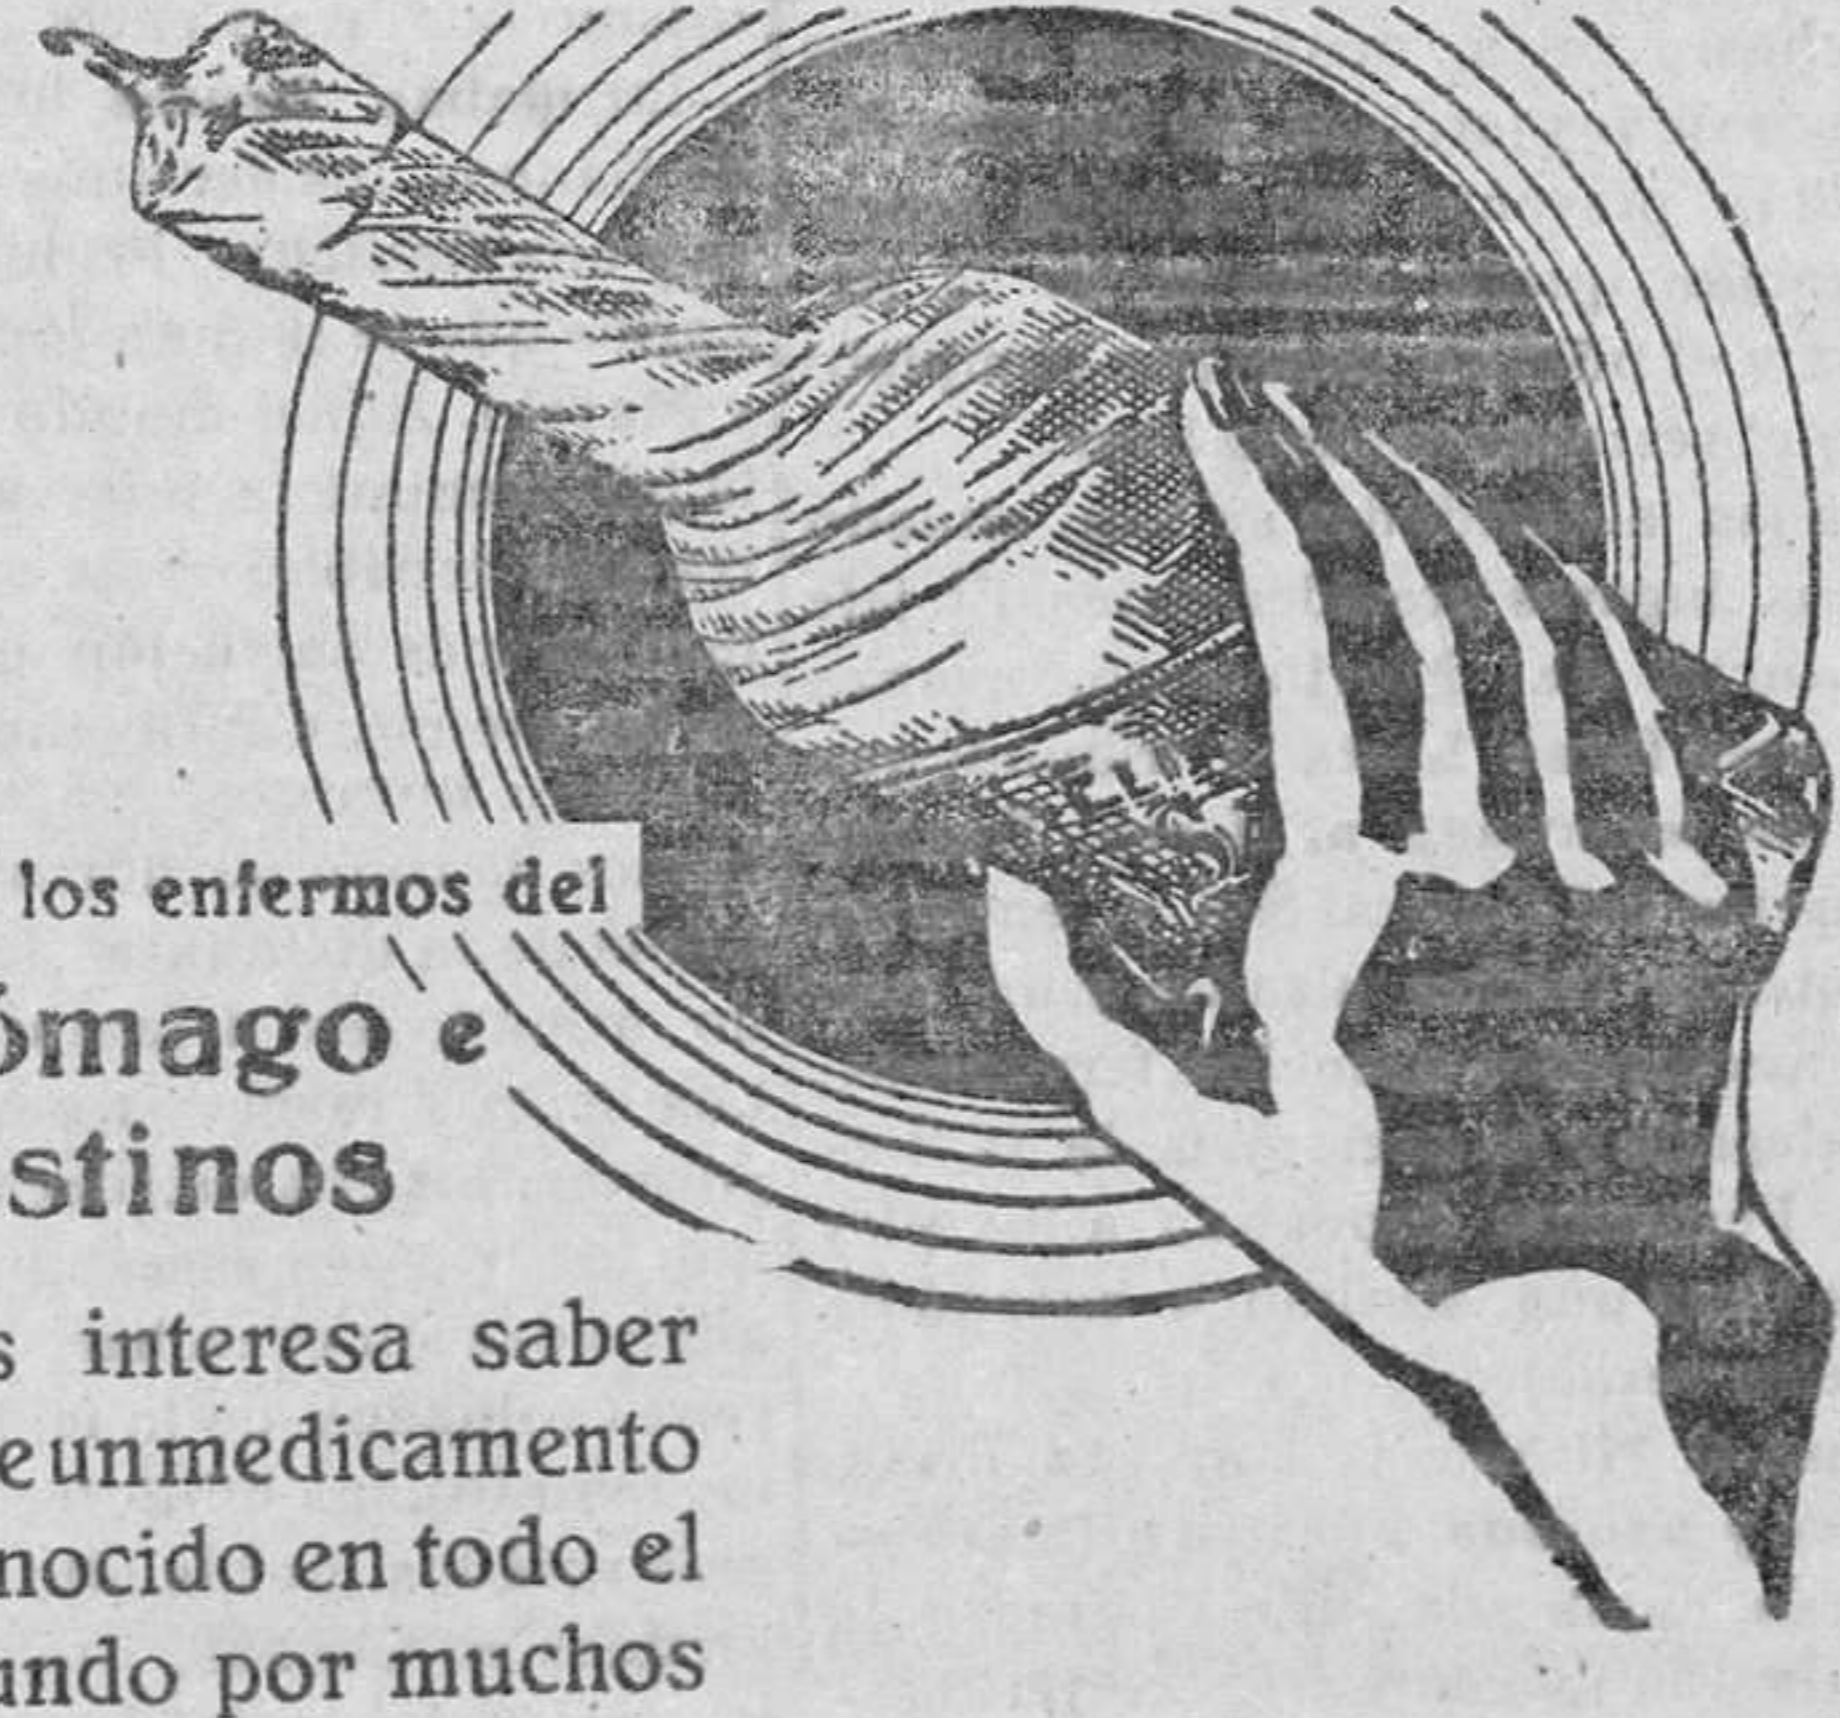 los enfermos del
ómago e
stinos
s interesa saber
e un medicamento
nocido en todo el
undo por muchos